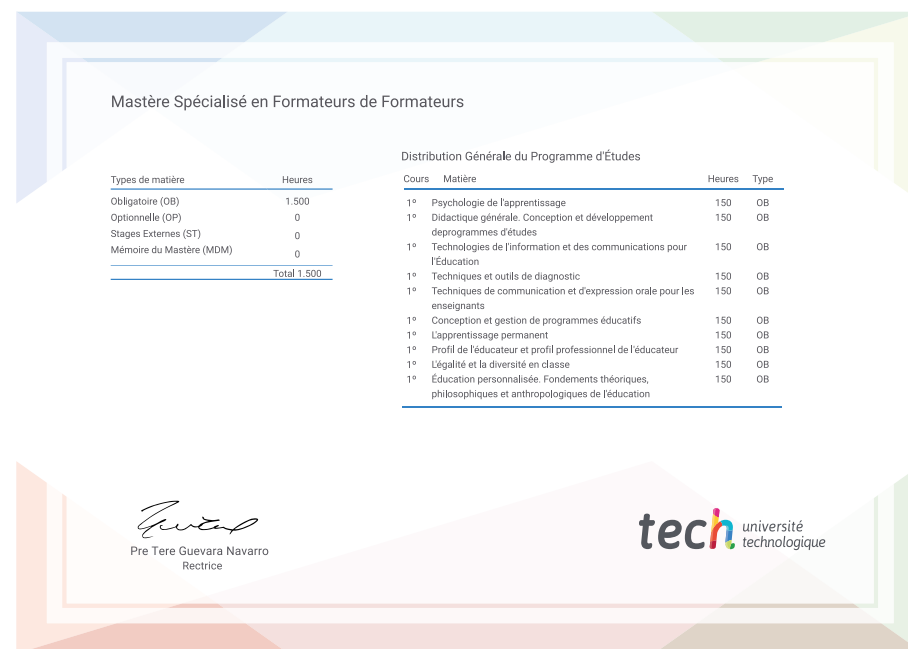 Mastère Spécialisé en Formateurs de Formateurs
Types de matière Heures
Obligatoire (OB) 1.500
Optionnelle (OP) 0
Stages Externes (ST) 0
Mémoire du Mastère (MDM) 0
Total 1.500
Distribution Générale du Programme d'Études
Cours Matière Heures Type
1º Psychologie de l'apprentissage 150 OB
1º Didactique générale. Conception et développement 150 OB
deprogrammes d'études
1º Technologies de l'information et des communications pour 150 OB
l'Éducation
1º Techniques et outils de diagnostic 150 OB
1º Techniques de communication et d'expression orale pour les 150 OB
enseignants
1º Conception et gestion de programmes éducatifs 150 OB
1º L'apprentissage permanent 150 OB
1º Profil de l'éducateur et profil professionnel de l'éducateur 150 OB
1º L'égalité et la diversité en classe 150 OB
1º Éducation personnalisée. Fondements théoriques, 150 OB
philosophiques et anthropologiques de l'éducation
Pre Tere Guevara Navarro
Rectrice
tech université
technologique